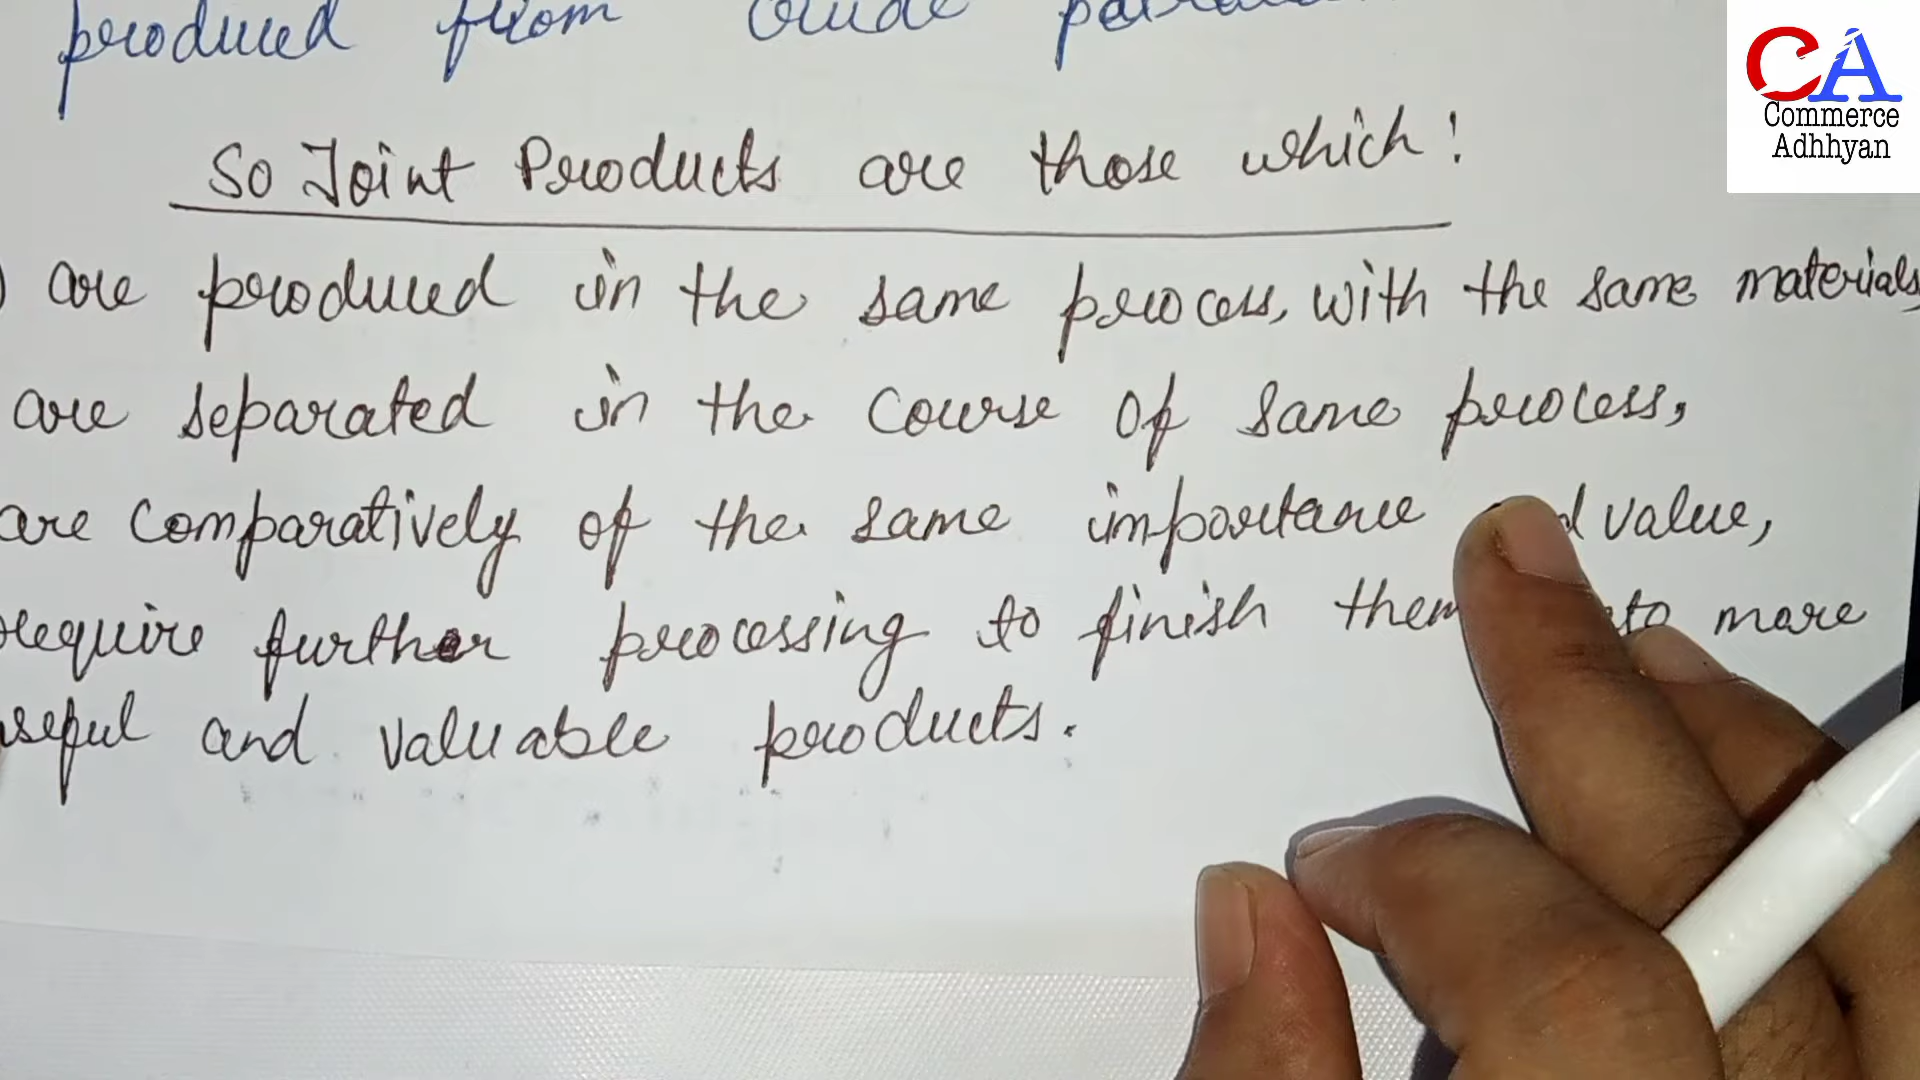 produced from crude
CA
Commerce
Adhhyan
So Joint Products are those which!
) are produced in the same process, with the same materials,
are separated in the course of same process,
are comparatively of the same importance value,
require further processing to finish them to more
useful and valuable products.